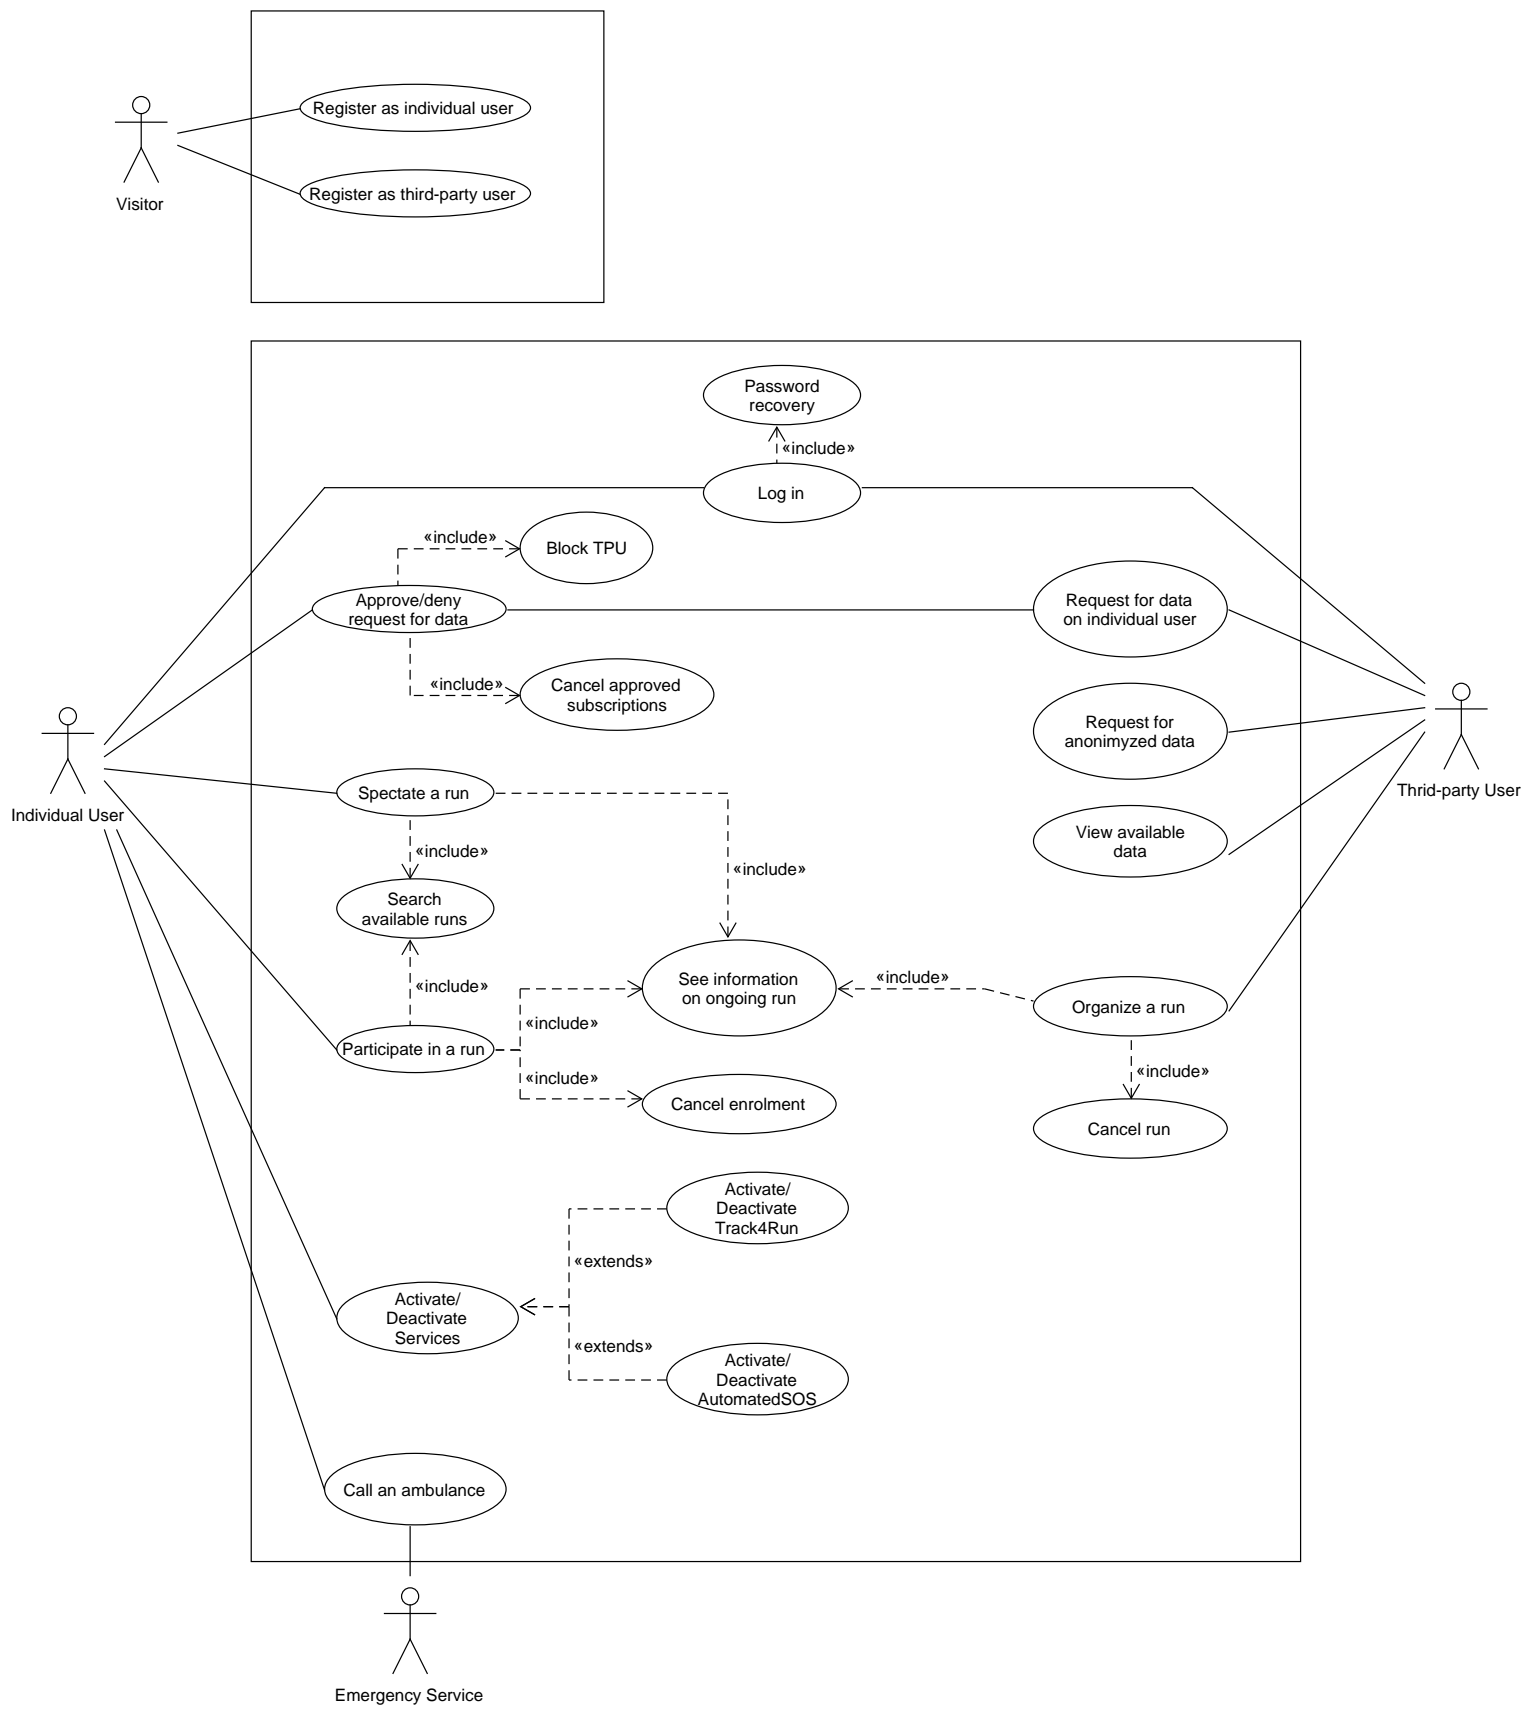 Register as individual user
Register as third-party user
Visitor
Password
recovery
«include»
Log in
«include»
Block TPU
Approve/deny
request for data
Request for data
on individual user
«include»
Cancel approved
subscriptions
Request for
anonimyzed data
Individual User
Thrid-party User
Spectate a run
«include»
«include»
View available
data
Search
available runs
«include»
See information
on ongoing run
«include»
Organize a run
«include»
Participate in a run
«include»
«include»
Cancel enrolment
Cancel run
Activate/
Deactivate
Track4Run
«extends»
Activate/
Deactivate
Services
«extends»
Activate/
Deactivate
AutomatedSOS
Call an ambulance
Emergency Service